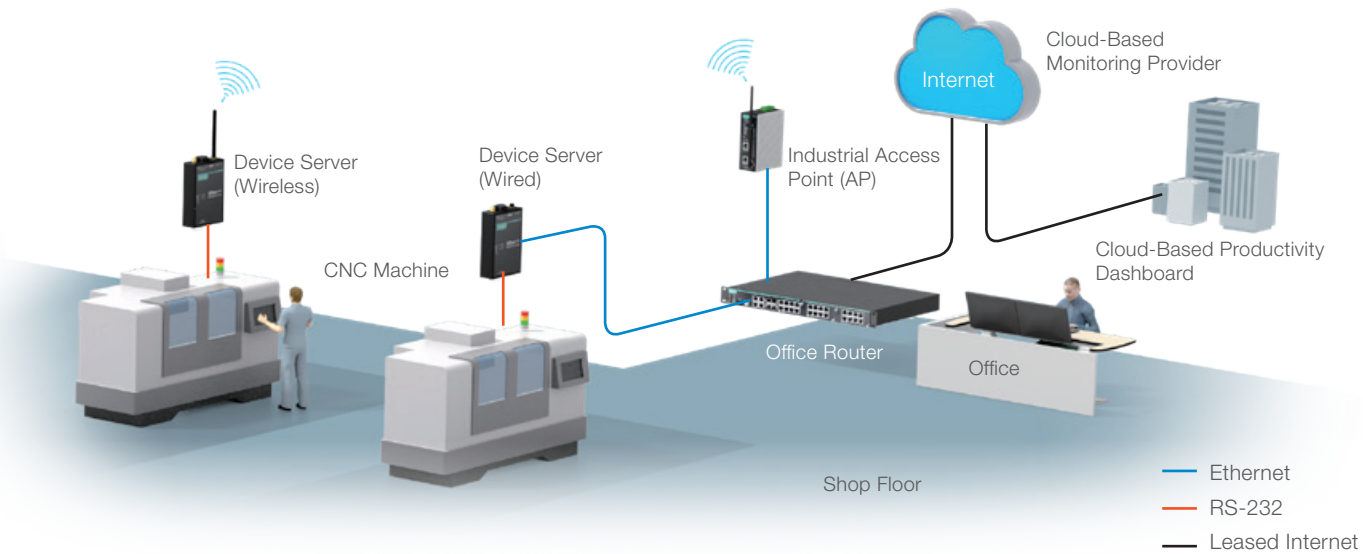 Cloud-Based
Monitoring Provider
Internet
Device Server
(Wireless)
Device Server
(Wired)
Industrial Access
Point (AP)
CNC Machine
Cloud-Based Productivity
Dashboard
Office Router
Office
Shop Floor
Ethernet
RS-232
Leased Internet